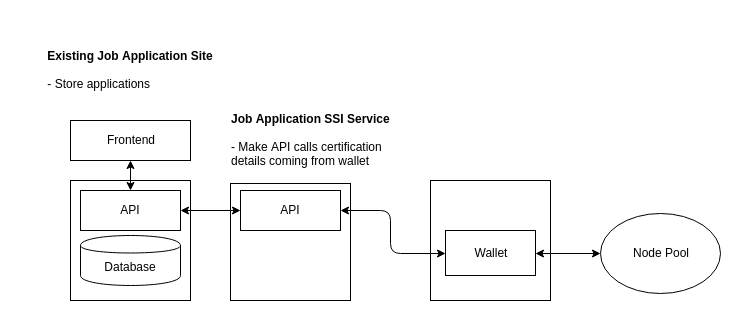 Existing Job Application Site
- Store applications
Job Application SSI Service
- Make API calls certification
details coming from wallet
Frontend
API
API
Database
Wallet
Node Pool